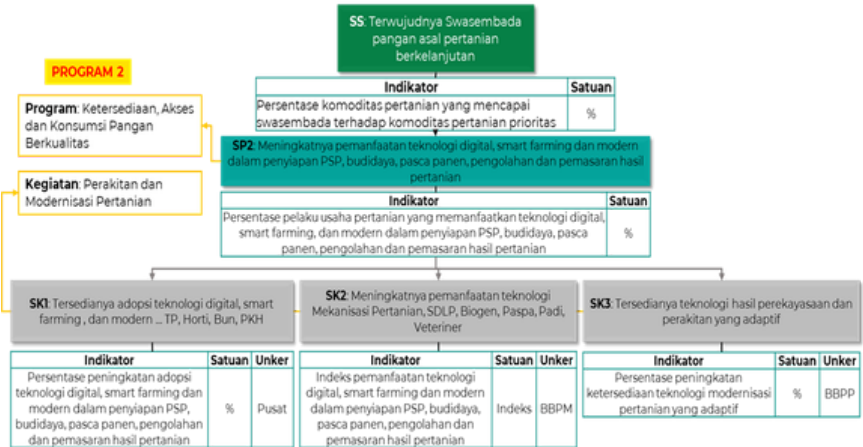 SS: Terwujudnya Swasembada
pangan asal pertanian
berkelanjutan
PROGRAM 2
Indikator Satuan
Persentase komoditas pertanian yang mencapai
swasembada terhadap komoditas pertanian prioritas
%
Program: Ketersediaan, Akses
dan Konsumsi Pangan
Berkualitas
SP2: Meningkatnya pemanfaatan teknologi digital, smart farming dan modern
dalam penyiapan PSP, budidaya, pasca panen, pengolahan dan pemasaran hasil
pertanian
Kegiatan: Perakitan dan
Modernisasi Pertanian
Indikator Satuan
Persentase pelaku usaha pertanian yang memanfaatkan teknologi digital,
smart farming, dan modern dalam penyiapan PSP, budidaya, pasca
panen, pengolahan dan pemasaran hasil pertanian
%
SK1: Tersedianya adopsi teknologi digital, smart
farming , dan modern ... TP, Horti, Bun, PKH
SK2: Meningkatnya pemanfaatan teknologi
Mekanisasi Pertanian, SDLP, Biogen, Paspa, Padi,
Veteriner
SK3: Tersedianya teknologi hasil perekayasaan dan
perakitan yang adaptif
Indikator Satuan Unker
Persentase peningkatan adopsi
teknologi digital, smart farming dan
modern dalam penyiapan PSP,
budidaya, pasca panen, pengolahan
dan pemasaran hasil pertanian
% Pusat
Indikator Satuan Unker
Indeks pemanfaatan teknologi
digital, smart farming dan modern
dalam penyiapan PSP, budidaya,
pasca panen, pengolahan dan
pemasaran hasil pertanian
Indeks BBPM
Indikator Satuan Unker
Persentase peningkatan
ketersediaan teknologi modernisasi
pertanian yang adaptif
% BBPP